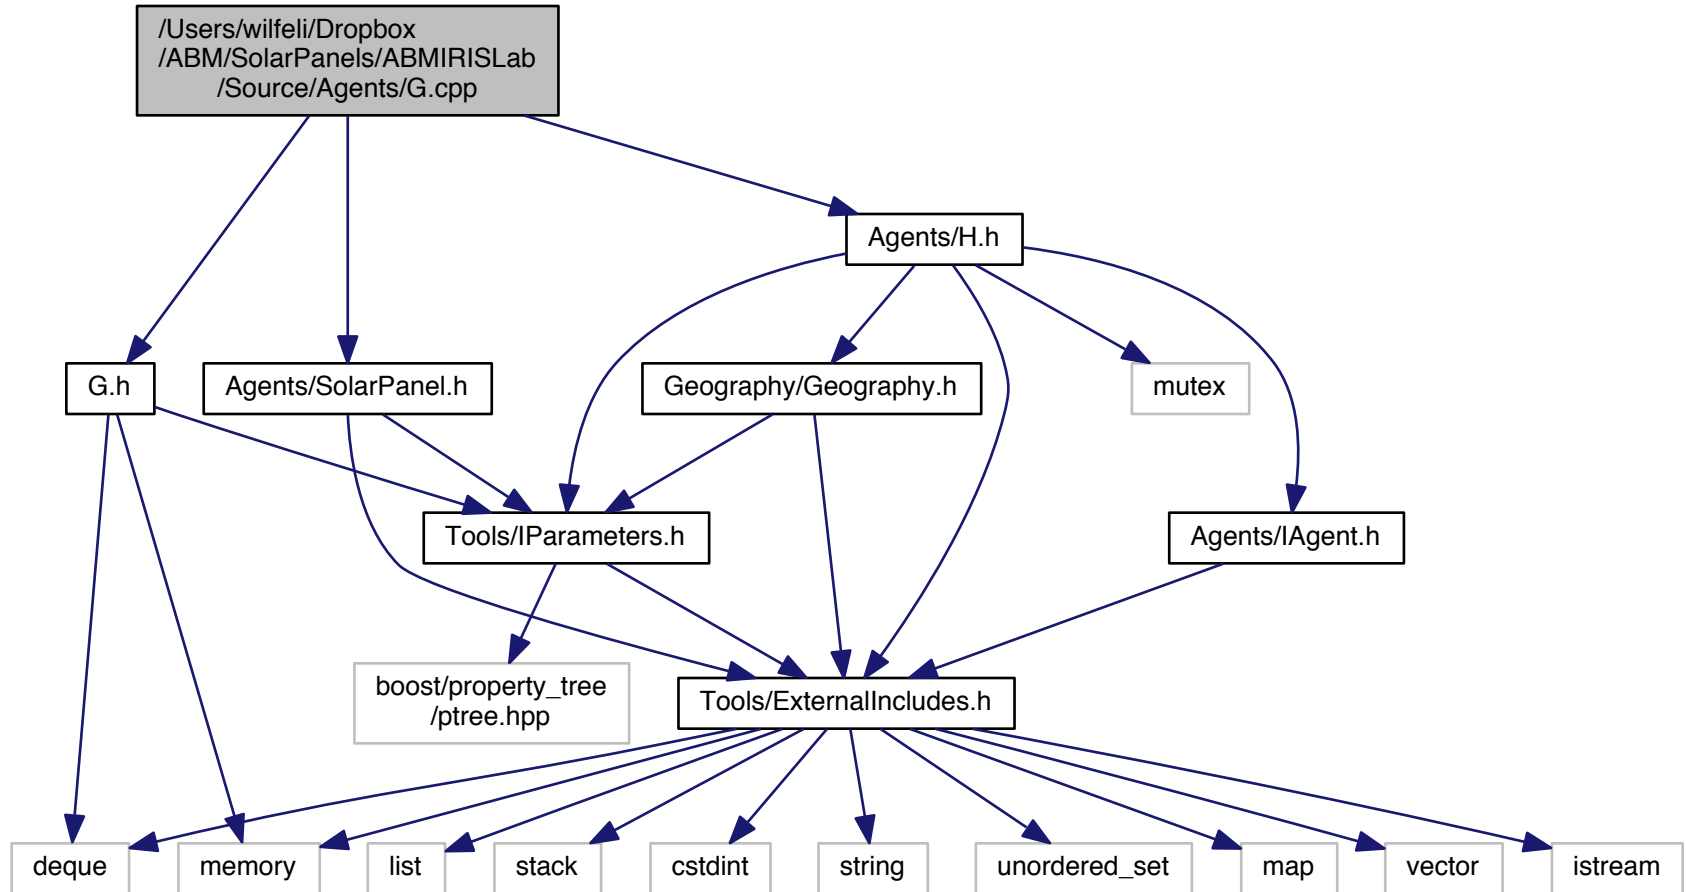 /Users/wilfeli/Dropbox
/ABM/SolarPanels/ABMIRISLab
/Source/Agents/G.cpp
Agents/H.h
G.h
Agents/SolarPanel.h
Geography/Geography.h
mutex
Tools/IParameters.h
Agents/IAgent.h
boost/property_tree
/ptree.hpp
Tools/ExternalIncludes.h
deque
memory
list
stack
cstdint
string
unordered_set
map
vector
istream